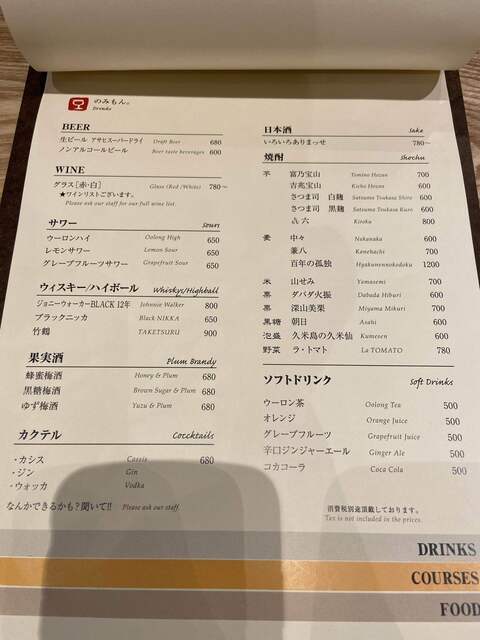 のみもん。
Drinks
BEER
生ビール アサヒスーパードライ Draft Beer 680
ノンアルコールビール Beer taste beverages 600
WINE
グラス[赤・白] Glass (Red /White) 780～
★ワインリストございます。
Please ask our staff for our full wine list.
サワー Sours
ウーロンハイ Oolong High 650
レモンサワー Lemon Sour 650
グレープフルーツサワー Grapefruit Sour 650
ウィスキー/ハイボール Whiskys/Highball
ジョニーウォーカーBLACK 12年 Johnnie Walker 800
ブラックニッカ Black NIKKA 650
竹鶴 TAKETSURU 900
果実酒 Plum Brandy
蜂蜜梅酒 Honey & Plum 680
黒糖梅酒 Brown Sugar & Plum 680
ゆず梅酒 Yuzu & Plum 680
カクテル Coccktails
・カシス Cassis 680
・ジン Gin
・ウォッカ Vodka
なんかできるかも?聞いて!! Please ask our staff.
日本酒 Sake
いろいろありまっせ 780～
焼酎 Shochu
芋 富乃宝山 Tomino Hozan 700
吉兆宝山 Kicho Hozan 700
さつま司 白麹 Satsuma Tsukasa Shiro 600
さつま司 黒麹 Satsuma Tsukasa Kuro 600
㐂六 Kiroku 800
麦 中々 Nakanaka 600
兼八 Kanehachi 700
百年の孤独 Hyakunennokodoku 1200
米 山せみ Yamasemi 700
栗 ダバダ火振 Dabada Hiburi 600
栗 深山美栗 Miyama Mikuri 700
黒糖 朝日 Asahi 600
泡盛 久米島の久米仙 Kumesen 600
野菜 ラ・トマト La TOMATO 780
ソフトドリンク Soft Drinks
ウーロン茶 Oolong Tea 500
オレンジ Orange Juice 500
グレープフルーツ Grapefruit Juice 500
辛口ジンジャーエール Ginger Ale 500
コカコーラ Coca Cola 500
消費税別途頂戴しております。
Tax is not included in the prices.
DRINKS
COURSES
FOOD